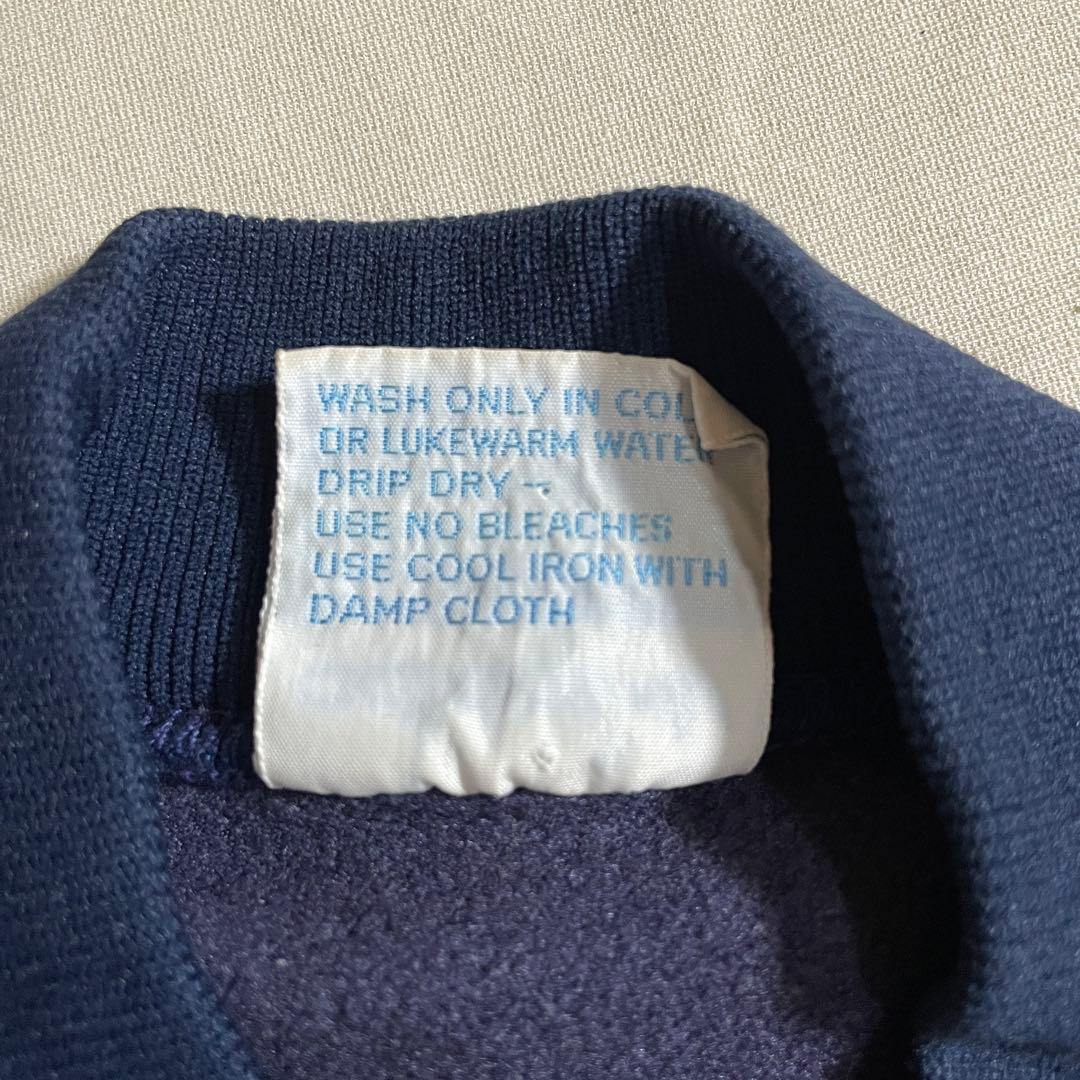 WASH ONLY IN COL
OR LUKEWARM WATER
DRIP DRY –
USE NO BLEACHES
USE COOL IRON WITH
DAMP CLOTH